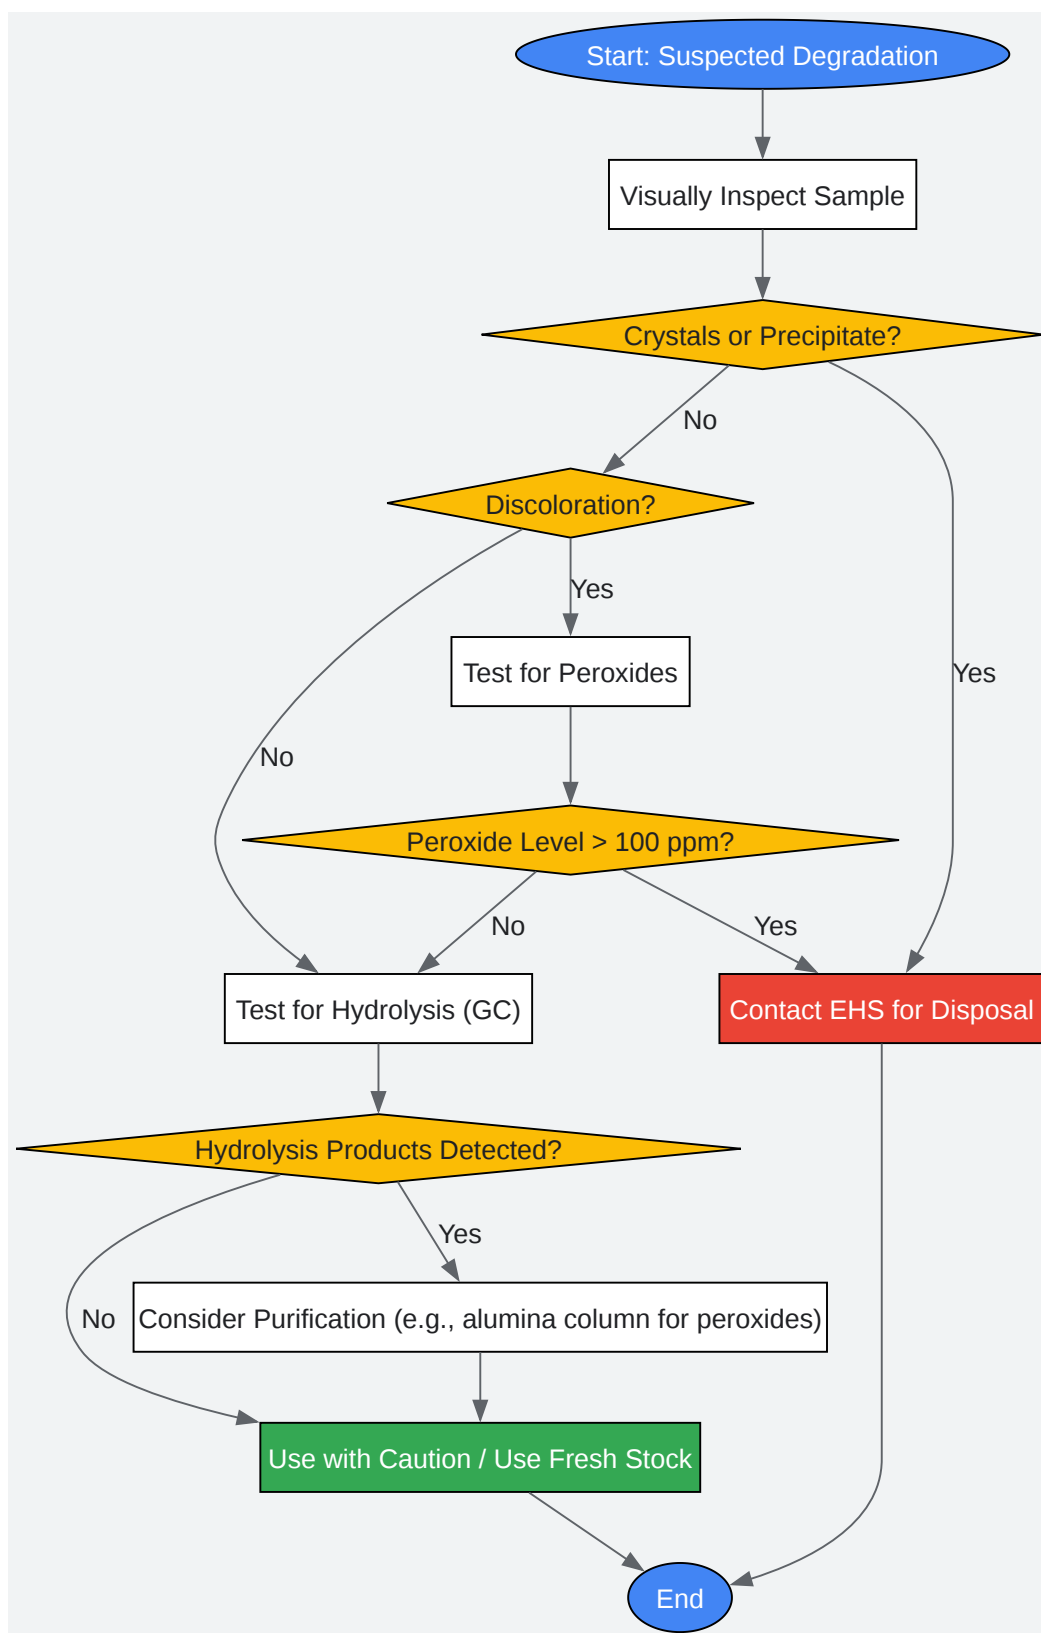 Start: Suspected Degradation
Visually Inspect Sample
Crystals or Precipitate?
No
Discoloration?
Yes
Test for Peroxides
Yes
No
Peroxide Level > 100 ppm?
No
Yes
Test for Hydrolysis (GC)
Contact EHS for Disposal
Hydrolysis Products Detected?
Yes
No
Consider Purification (e.g., alumina column for peroxides)
Use with Caution / Use Fresh Stock
End